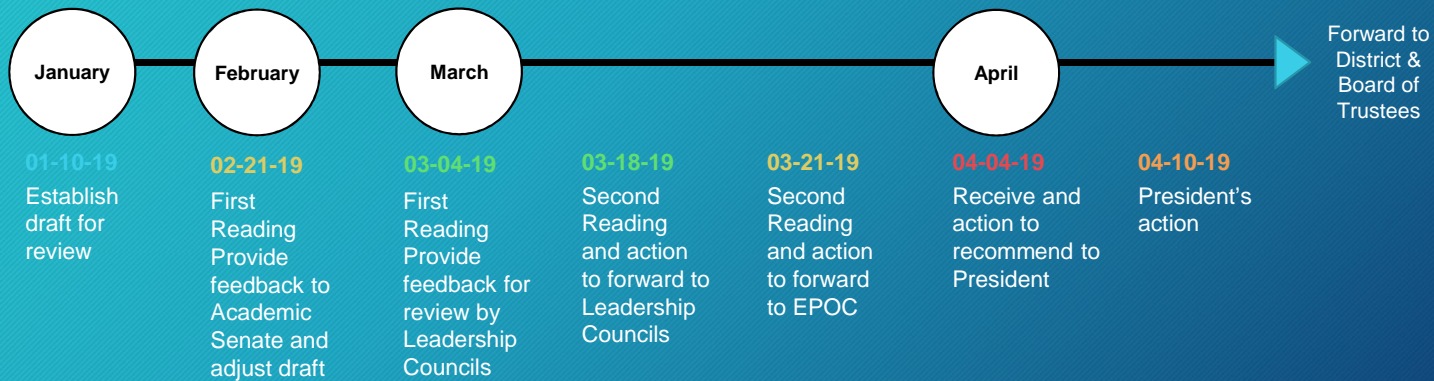 January
February
March
April
Forward to
District &
Board of
Trustees
01-10-19
Establish
draft for
review
02-21-19
First
Reading
Provide
feedback to
Academic
Senate and
adjust draft
03-04-19
First
Reading
Provide
feedback for
review by
Leadership
Councils
03-18-19
Second
Reading
and action
to forward to
Leadership
Councils
03-21-19
Second
Reading
and action
to forward
to EPOC
04-04-19
Receive and
action to
recommend to
President
04-10-19
President’s
action